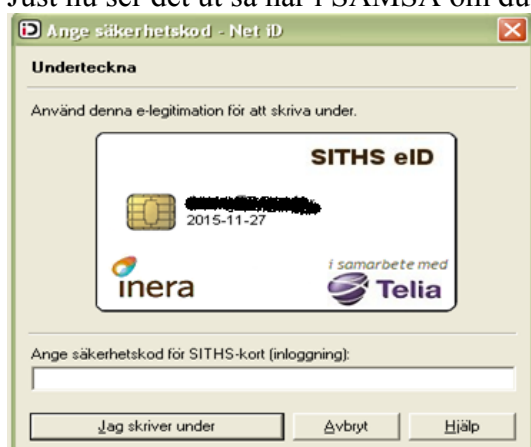 Just nu ser det ut så här i SAMSA om du
Ange säkerhetskod - Net iD
Underteckna
Använd denna e-legitimation för att skriva under.
SITHS eID
2015-11-27
inera
i samarbete med
Telia
Ange säkerhetskod för SITHS-kort (inloggning):
Jag skriver under
Avbryt
Hjälp